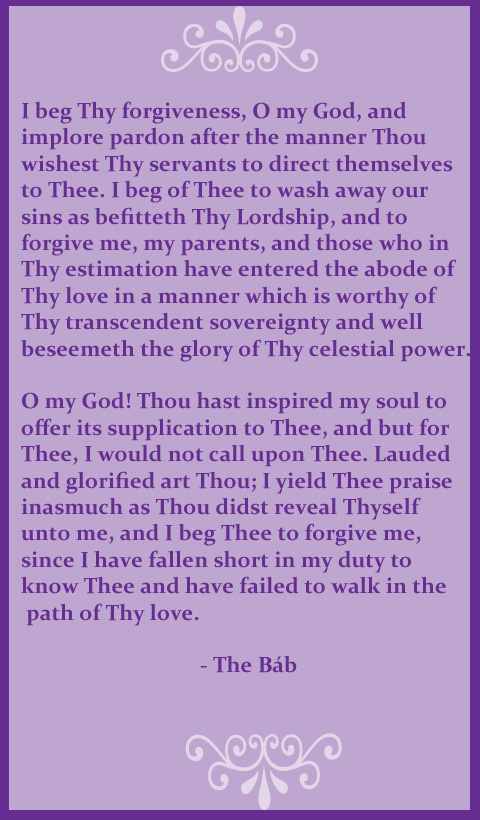 I beg Thy forgiveness, O my God, and
implore pardon after the manner Thou
wishest Thy servants to direct themselves
to Thee. I beg of Thee to wash away our
sins as befitteth Thy Lordship, and to
forgive me, my parents, and those who in
Thy estimation have entered the abode of
Thy love in a manner which is worthy of
Thy transcendent sovereignty and well
beseemeth the glory of Thy celestial power.
O my God! Thou hast inspired my soul to
offer its supplication to Thee, and but for
Thee, I would not call upon Thee. Lauded
and glorified art Thou; I yield Thee praise
inasmuch as Thou didst reveal Thyself
unto me, and I beg Thee to forgive me,
since I have fallen short in my duty to
know Thee and have failed to walk in the
path of Thy love.
- The Báb